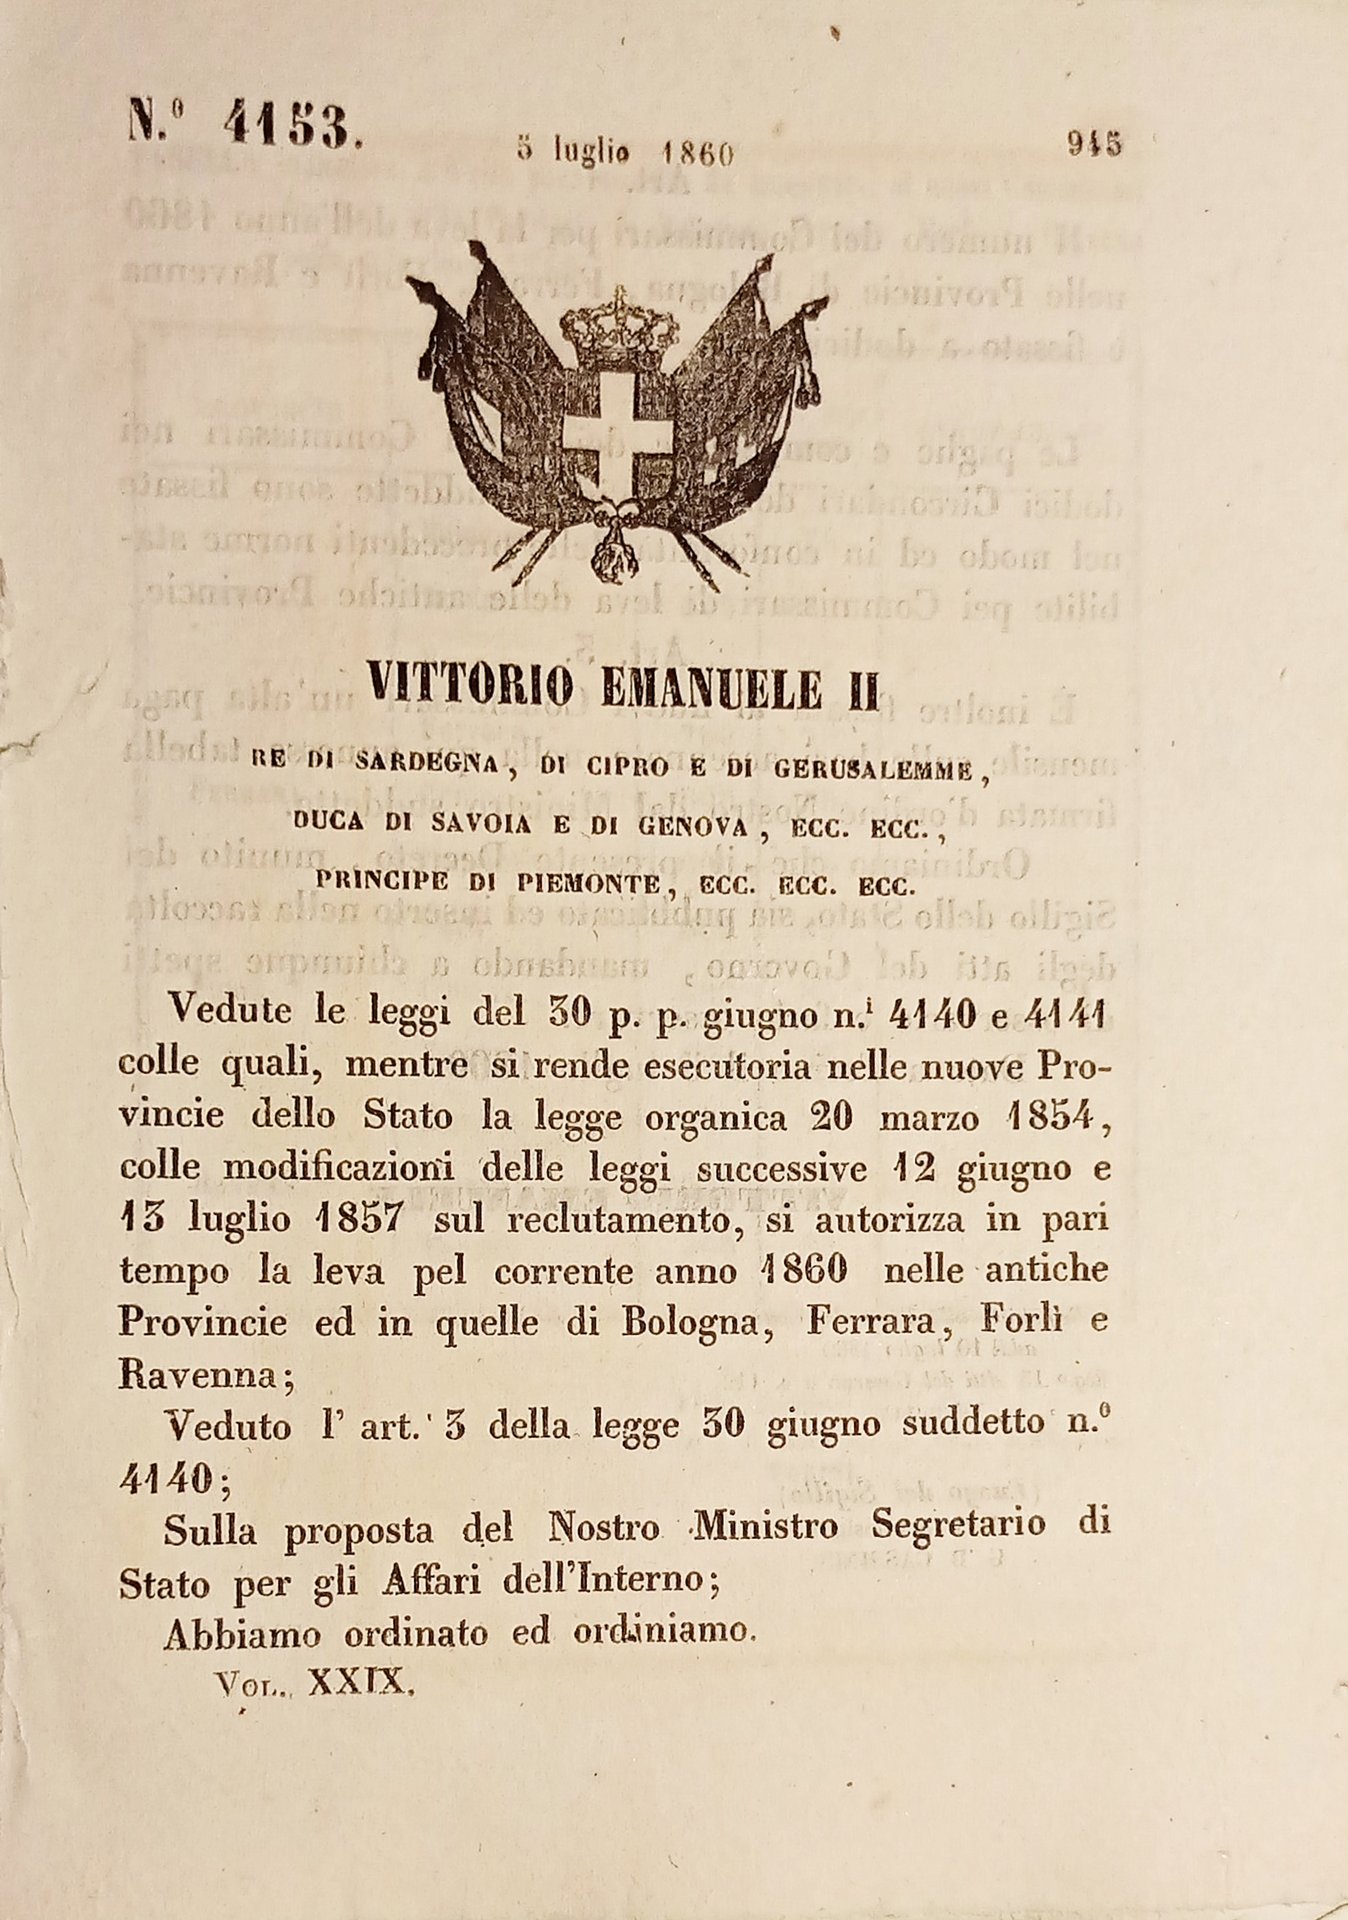 N.º 4153.
5 luglio 1860
945
VITTORIO EMANUELE II
RE DI SARDEGNA, DI CIPRO E DI GERUSALEMME,
DUCA DI SAVOIA E DI GENOVA, ECC. ECC.,
PRINCIPE DI PIEMONTE, ECC. ECC. ECC.
Vedute le leggi del 30 p. p. giugno n.i 4140 e 4141
colle quali, mentre si rende esecutoria nelle nuove Pro-
vincie dello Stato la legge organica 20 marzo 1854,
colle modificazioni delle leggi successive 12 giugno e
13 luglio 1857 sul reclutamento, si autorizza in pari
tempo la leva pel corrente anno 1860 nelle antiche
Provincie ed in quelle di Bologna, Ferrara, Forlì e
Ravenna;
Veduto l' art. 3 della legge 30 giugno suddetto n.º
4140;
Sulla proposta del Nostro Ministro Segretario di
Stato per gli Affari dell'Interno;
Abbiamo ordinato ed ordiniamo.
VOL. XXIX.